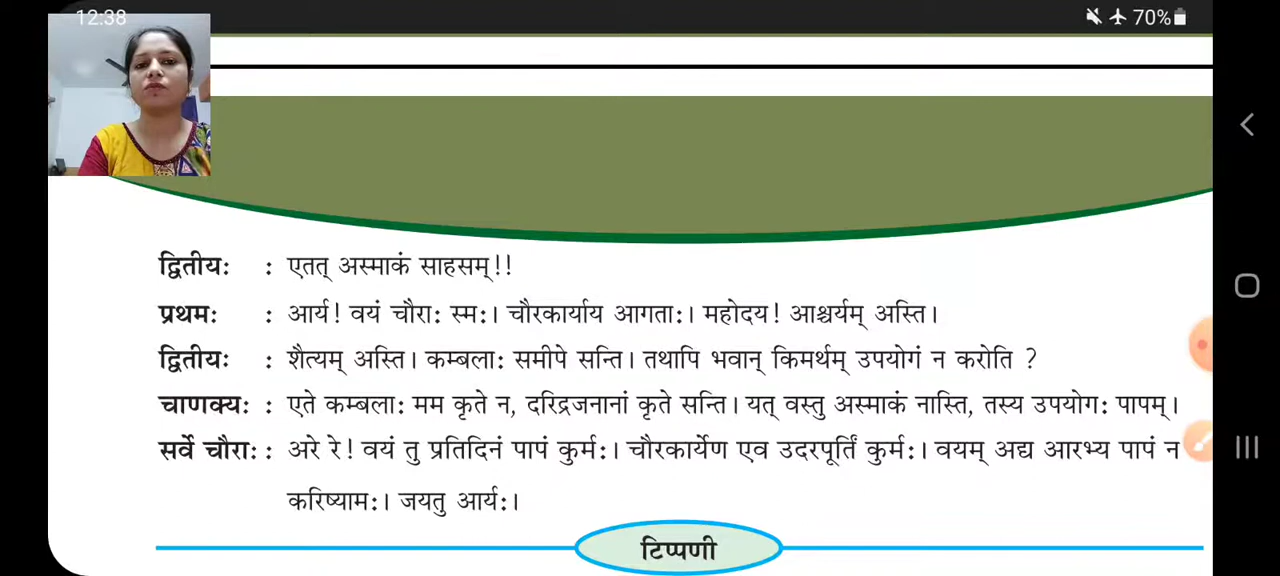 12:38 70%
द्वितीयः : एतत् अस्माकं साहसम्!!
प्रथमः : आर्य! वयं चौराः स्मः। चौरकार्याय आगताः। महोदय! आश्चर्यम् अस्ति।
द्वितीयः : शैत्यम् अस्ति। कम्बलाः समीपे सन्ति। तथापि भवान् किमर्थम् उपयोगं न करोति ?
चाणक्यः : एते कम्बलाः मम कृते न, दरिद्रजनानां कृते सन्ति। यत् वस्तु अस्माकं नास्ति, तस्य उपयोगः पापम्।
सर्वे चौराः : अरे रे! वयं तु प्रतिदिनं पापं कुर्मः। चौरकार्येण एव उदरपूर्तिं कुर्मः। वयम् अद्य आरभ्य पापं न
करिष्यामः। जयतु आर्यः।
टिप्पणी